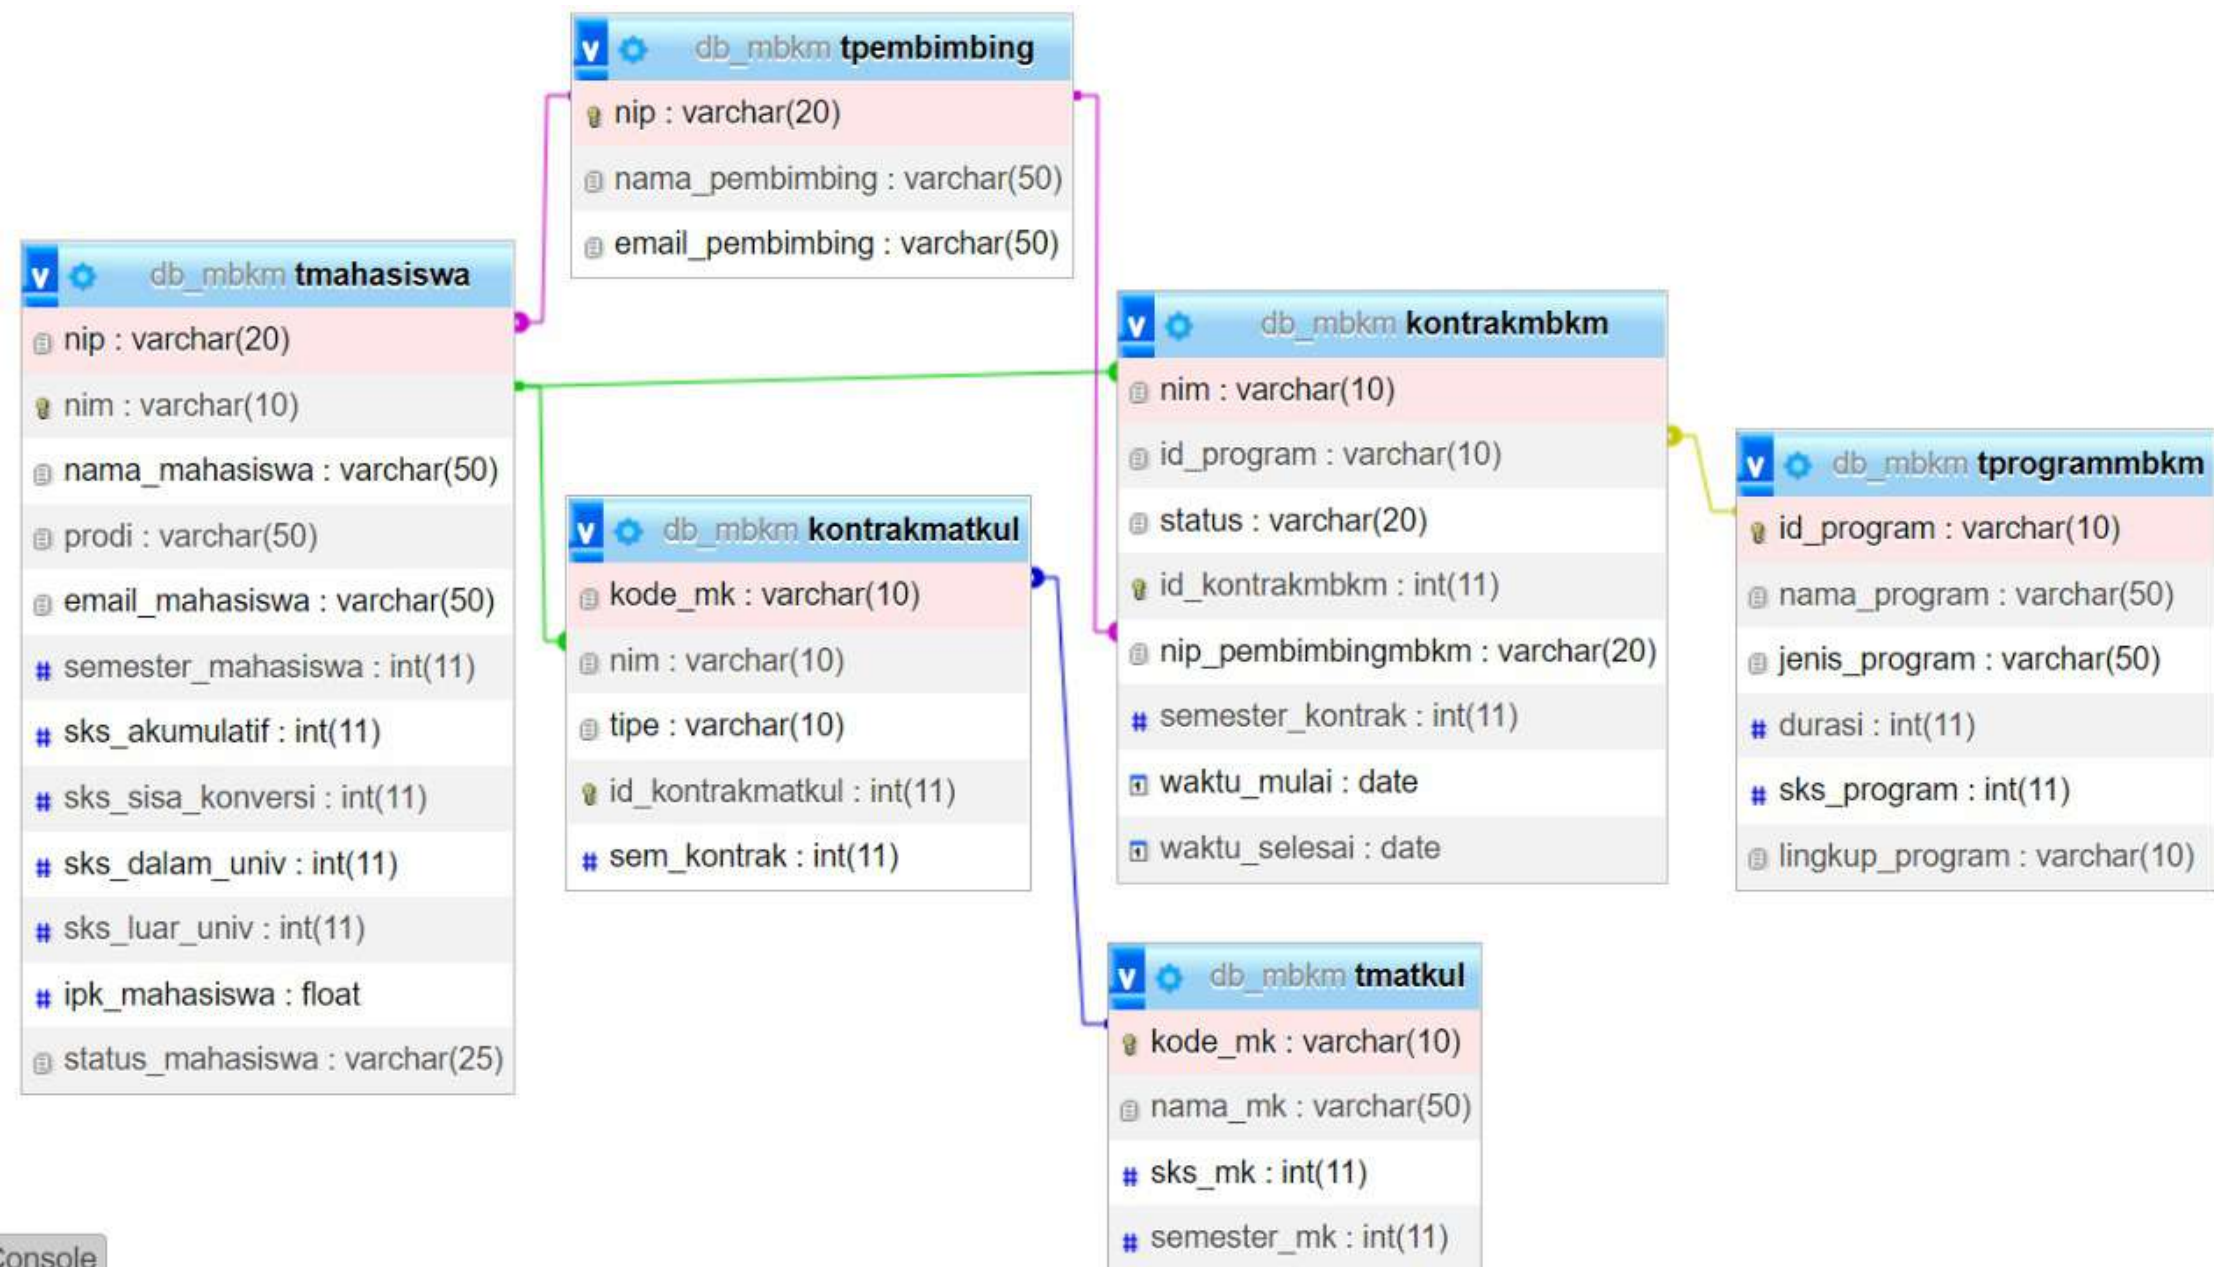 db_mbkm tpembimbing
nip : varchar(20)
nama_pembimbing : varchar(50)
email_pembimbing : varchar(50)
db_mbkm tmahasiswa
nip : varchar(20)
nim : varchar(10)
nama_mahasiswa : varchar(50)
prodi : varchar(50)
email_mahasiswa : varchar(50)
semester_mahasiswa : int(11)
sks_akumulatif : int(11)
sks_sisa_konversi : int(11)
sks_dalam_univ : int(11)
sks_luar_univ : int(11)
ipk_mahasiswa : float
status_mahasiswa : varchar(25)
db_mbkm kontrakmatkul
kode_mk : varchar(10)
nim : varchar(10)
tipe : varchar(10)
id_kontrakmatkul : int(11)
sem_kontrak : int(11)
db_mbkm kontrakmbkm
nim : varchar(10)
id_program : varchar(10)
status : varchar(20)
id_kontrakmbkm : int(11)
nip_pembimbingmbkm : varchar(20)
semester_kontrak : int(11)
waktu_mulai : date
waktu_selesai : date
db_mbkm tprogrammbkm
id_program : varchar(10)
nama_program : varchar(50)
jenis_program : varchar(50)
durasi : int(11)
sks_program : int(11)
lingkup_program : varchar(10)
db_mbkm tmatkul
kode_mk : varchar(10)
nama_mk : varchar(50)
sks_mk : int(11)
semester_mk : int(11)
Console